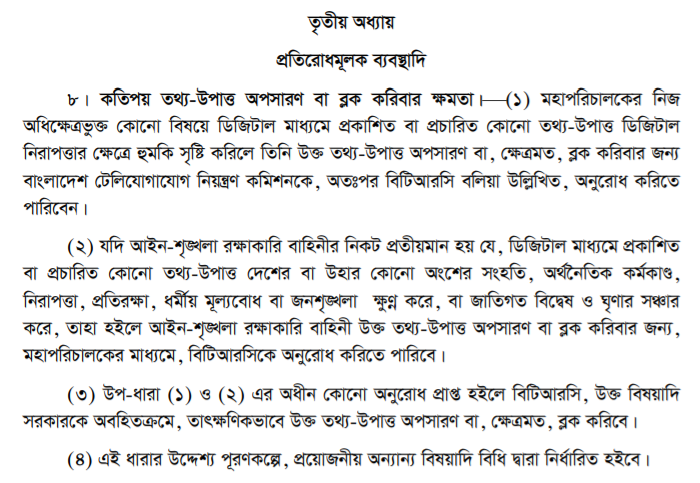 তৃতীয় অধ্যায়
প্রতিরোধমূলক ব্যবস্থাদি
৮। কতিপয় তথ্য-উপাত্ত অপসারণ বা ব্লক করিবার ক্ষমতা।—(১) মহাপরিচালকের নিজ
অধিক্ষেত্রভুক্ত কোনো বিষয়ে ডিজিটাল মাধ্যমে প্রকাশিত বা প্রচারিত কোনো তথ্য-উপাত্ত ডিজিটাল
নিরাপত্তার ক্ষেত্রে হুমকি সৃষ্টি করিলে তিনি উক্ত তথ্য-উপাত্ত অপসারণ বা, ক্ষেত্রমত, ব্লক করিবার জন্য
বাংলাদেশ টেলিযোগাযোগ নিয়ন্ত্রণ কমিশনকে, অতঃপর বিটিআরসি বলিয়া উল্লিখিত, অনুরোধ করিতে
পারিবেন।
(২) যদি আইন-শৃঙ্খলা রক্ষাকারি বাহিনীর নিকট প্রতীয়মান হয় যে, ডিজিটাল মাধ্যমে প্রকাশিত
বা প্রচারিত কোনো তথ্য-উপাত্ত দেশের বা উহার কোনো অংশের সংহতি, অর্থনৈতিক কর্মকাণ্ড,
নিরাপত্তা, প্রতিরক্ষা, ধর্মীয় মূল্যবোধ বা জনশৃঙ্খলা ক্ষুণ্ন করে, বা জাতিগত বিদ্বেষ ও ঘৃণার সঞ্চার
করে, তাহা হইলে আইন-শৃঙ্খলা রক্ষাকারি বাহিনী উক্ত তথ্য-উপাত্ত অপসারণ বা ব্লক করিবার জন্য,
মহাপরিচালকের মাধ্যমে, বিটিআরসিকে অনুরোধ করিতে পারিবে।
(৩) উপ-ধারা (১) ও (২) এর অধীন কোনো অনুরোধ প্রাপ্ত হইলে বিটিআরসি, উক্ত বিষয়াদি
সরকারকে অবহিতক্রমে, তাৎক্ষণিকভাবে উক্ত তথ্য-উপাত্ত অপসারণ বা, ক্ষেত্রমত, ব্লক করিবে।
(৪) এই ধারার উদ্দেশ্য পূরণকল্পে, প্রয়োজনীয় অন্যান্য বিষয়াদি বিধি দ্বারা নির্ধারিত হইবে।